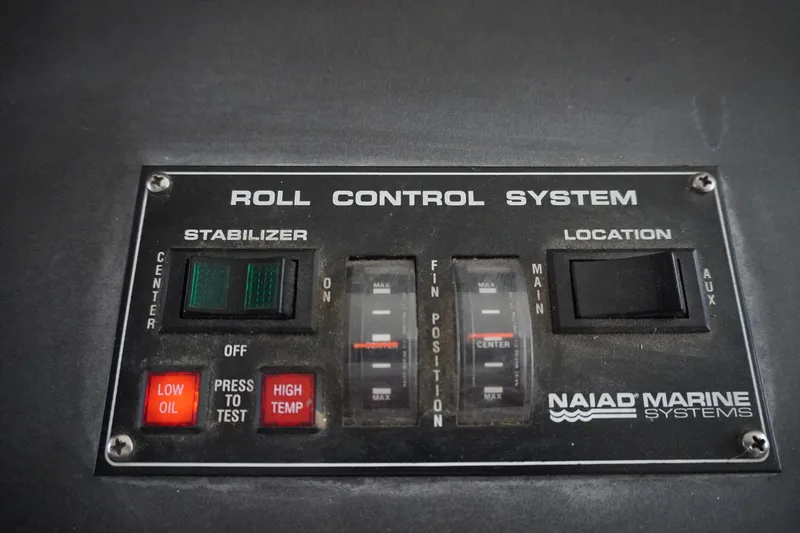 ROLL CONTROL SYSTEM
STABILIZER
LOCATION
CENTER
ON
OFF
LOW
OIL
PRESS
TO
TEST
HIGH
TEMP
MAX
CENTER
MAX
FIN POSITION
MAX
CENTER
MAX
MAIN
AUX
NAIAD® MARINE
SYSTEMS